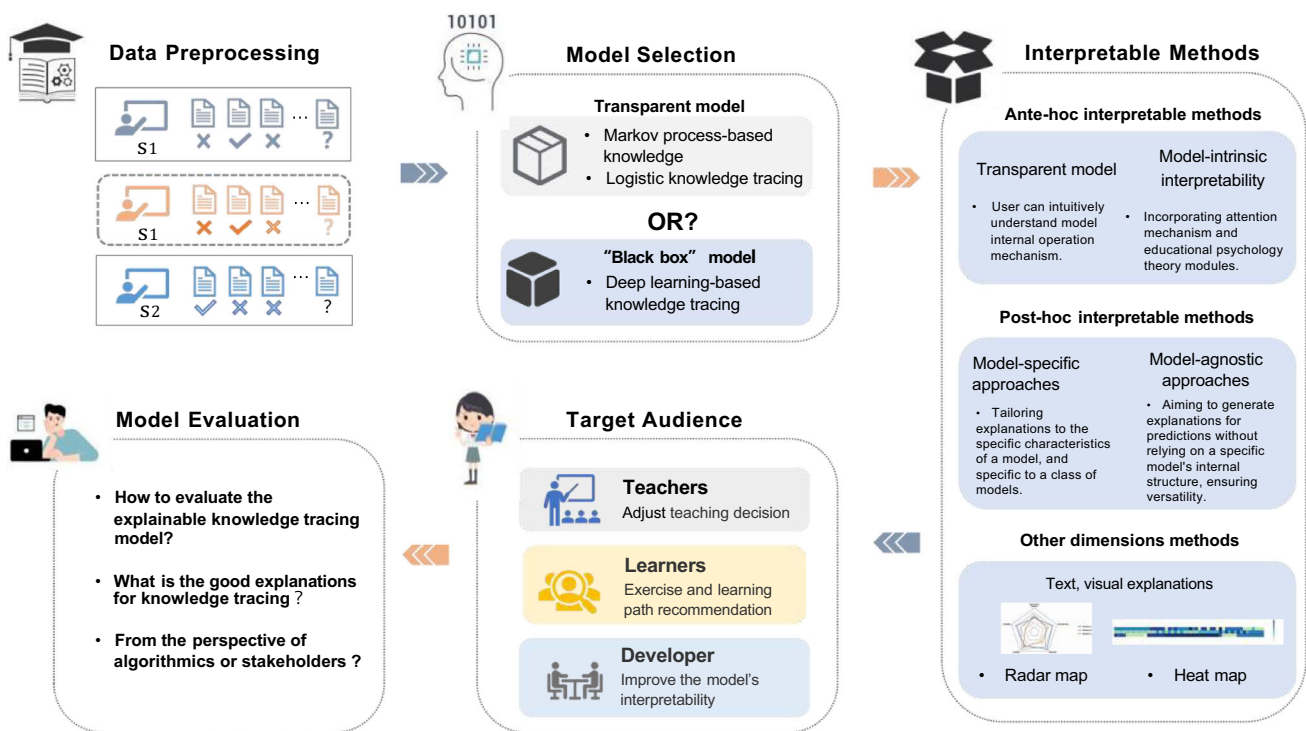 Data Preprocessing
S1
...
?
S1
...
?
S2
...
?
10101
Model Selection
Transparent model
• Markov process-based
knowledge
• Logistic knowledge tracing
OR?
“Black box” model
• Deep learning-based
knowledge tracing
Interpretable Methods
Ante-hoc interpretable methods
Transparent model
• User can intuitively
understand model
internal operation
mechanism.
Model-intrinsic
interpretability
• Incorporating attention
mechanism and
educational psychology
theory modules.
Post-hoc interpretable methods
Model-specific
approaches
• Tailoring
explanations to the
specific characteristics
of a model, and
specific to a class of
models.
Model-agnostic
approaches
• Aiming to generate
explanations for
predictions without
relying on a specific
model's internal
structure, ensuring
versatility.
Other dimensions methods
Text, visual explanations
• Radar map
• Heat map
Target Audience
Teachers
Adjust teaching decision
Learners
Exercise and learning
path recommendation
Developer
Improve the model’s
interpretability
Model Evaluation
• How to evaluate the
explainable knowledge tracing
model?
• What is the good explanations
for knowledge tracing ?
• From the perspective of
algorithmics or stakeholders ?